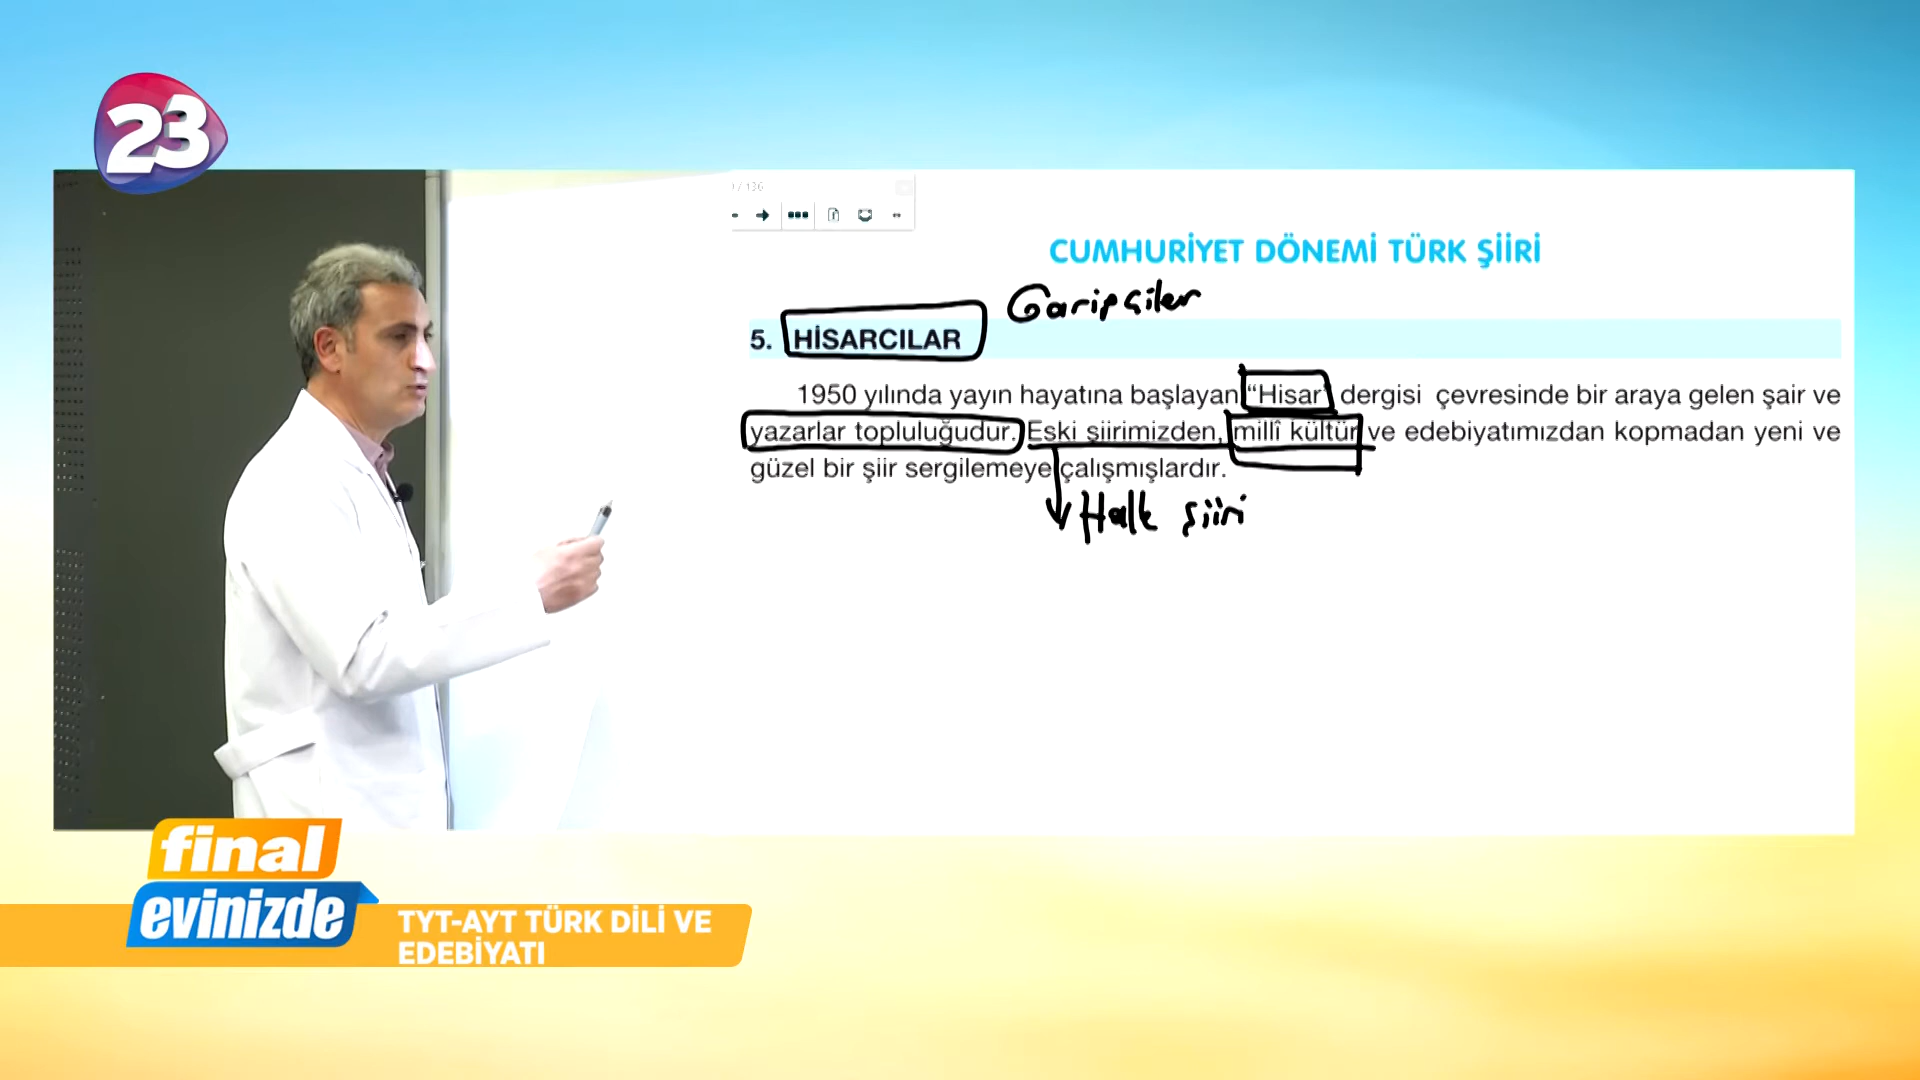 23
/ 136
CUMHURİYET DÖNEMİ TÜRK ŞİİRİ
Garipçiler
5. HİSARCILAR
1950 yılında yayın hayatına başlayan “Hisar” dergisi çevresinde bir araya gelen şair ve
yazarlar topluluğudur. Eski şiirimizden, millî kültür ve edebiyatımızdan kopmadan yeni ve
güzel bir şiir sergilemeye çalışmışlardır.
Halk şiiri
final
evinizde
TYT-AYT TÜRK DİLİ VE
EDEBİYATI